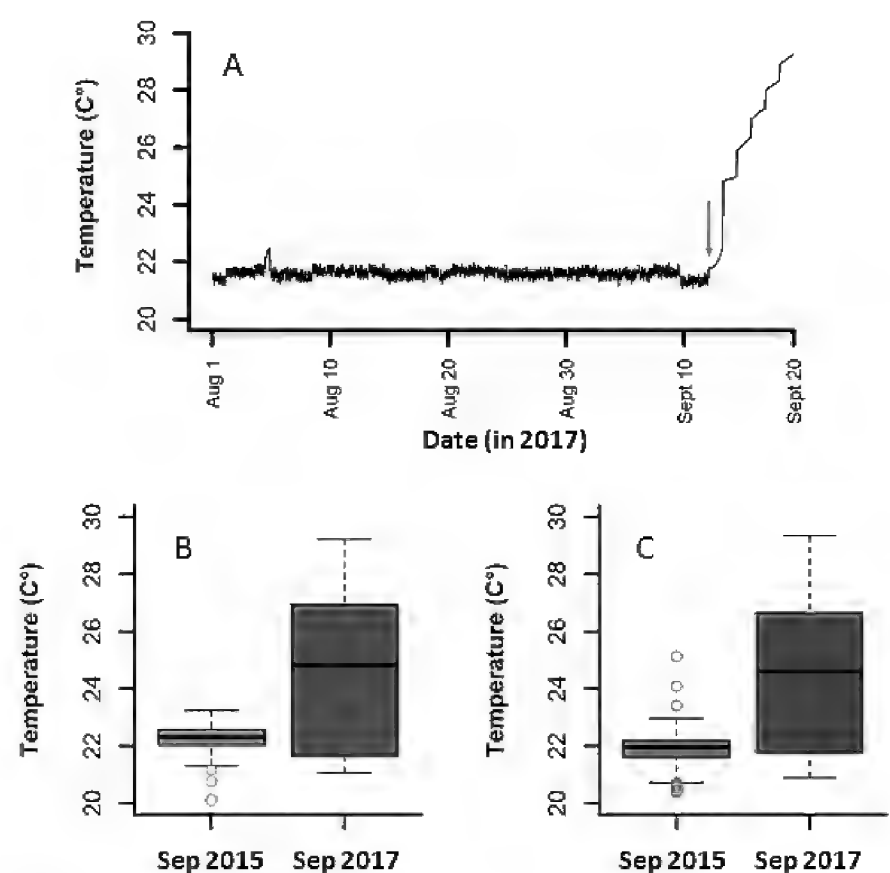 A
Temperature (C°)
30
28
26
24
22
20
Aug 1
Aug 10
Aug 20
Aug 30
Sept 10
Sept 20
Date (in 2017)
B
Temperature (C°)
30
28
26
24
22
20
Sep 2015 Sep 2017
C
Temperature (C°)
30
28
26
24
22
20
Sep 2015 Sep 2017